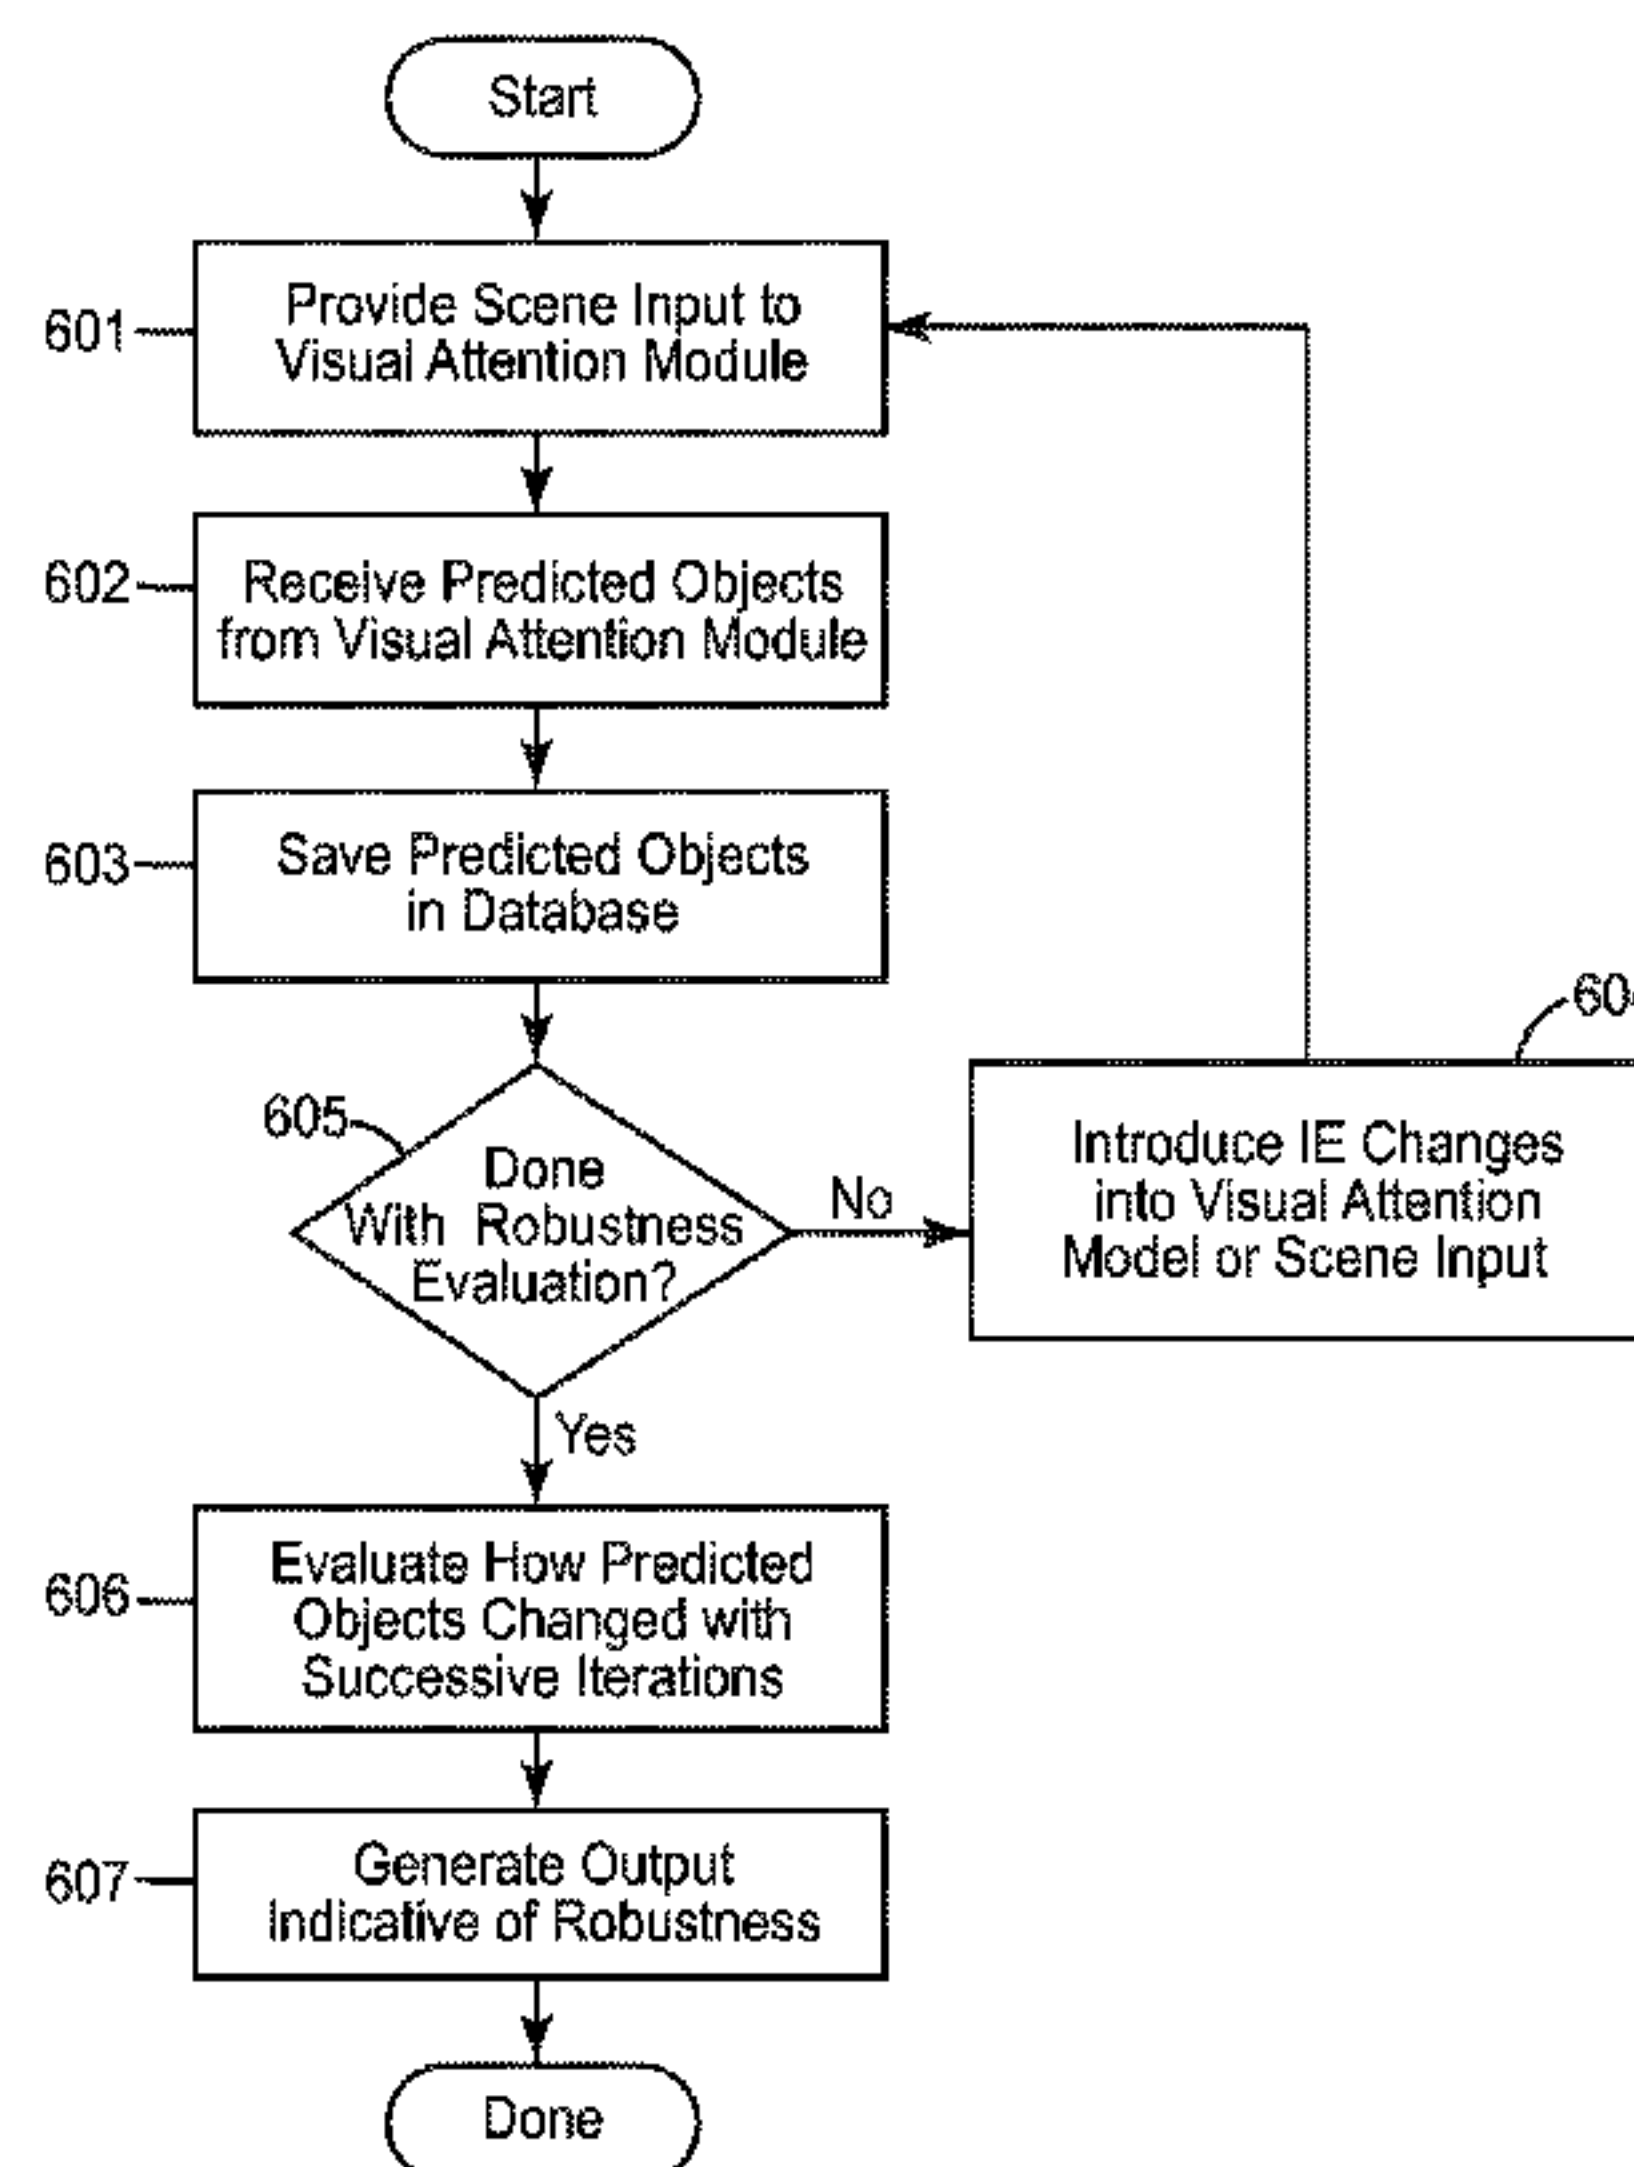 Start
601
Provide Scene Input to
Visual Attention Module
602
Receive Predicted Objects
from Visual Attention Module
603
Save Predicted Objects
in Database
605
Done
With Robustness
Evaluation?
No
Introduce IE Changes
into Visual Attention
Model or Scene Input
Yes
606
Evaluate How Predicted
Objects Changed with
Successive Iterations
607
Generate Output
Indicative of Robustness
Done